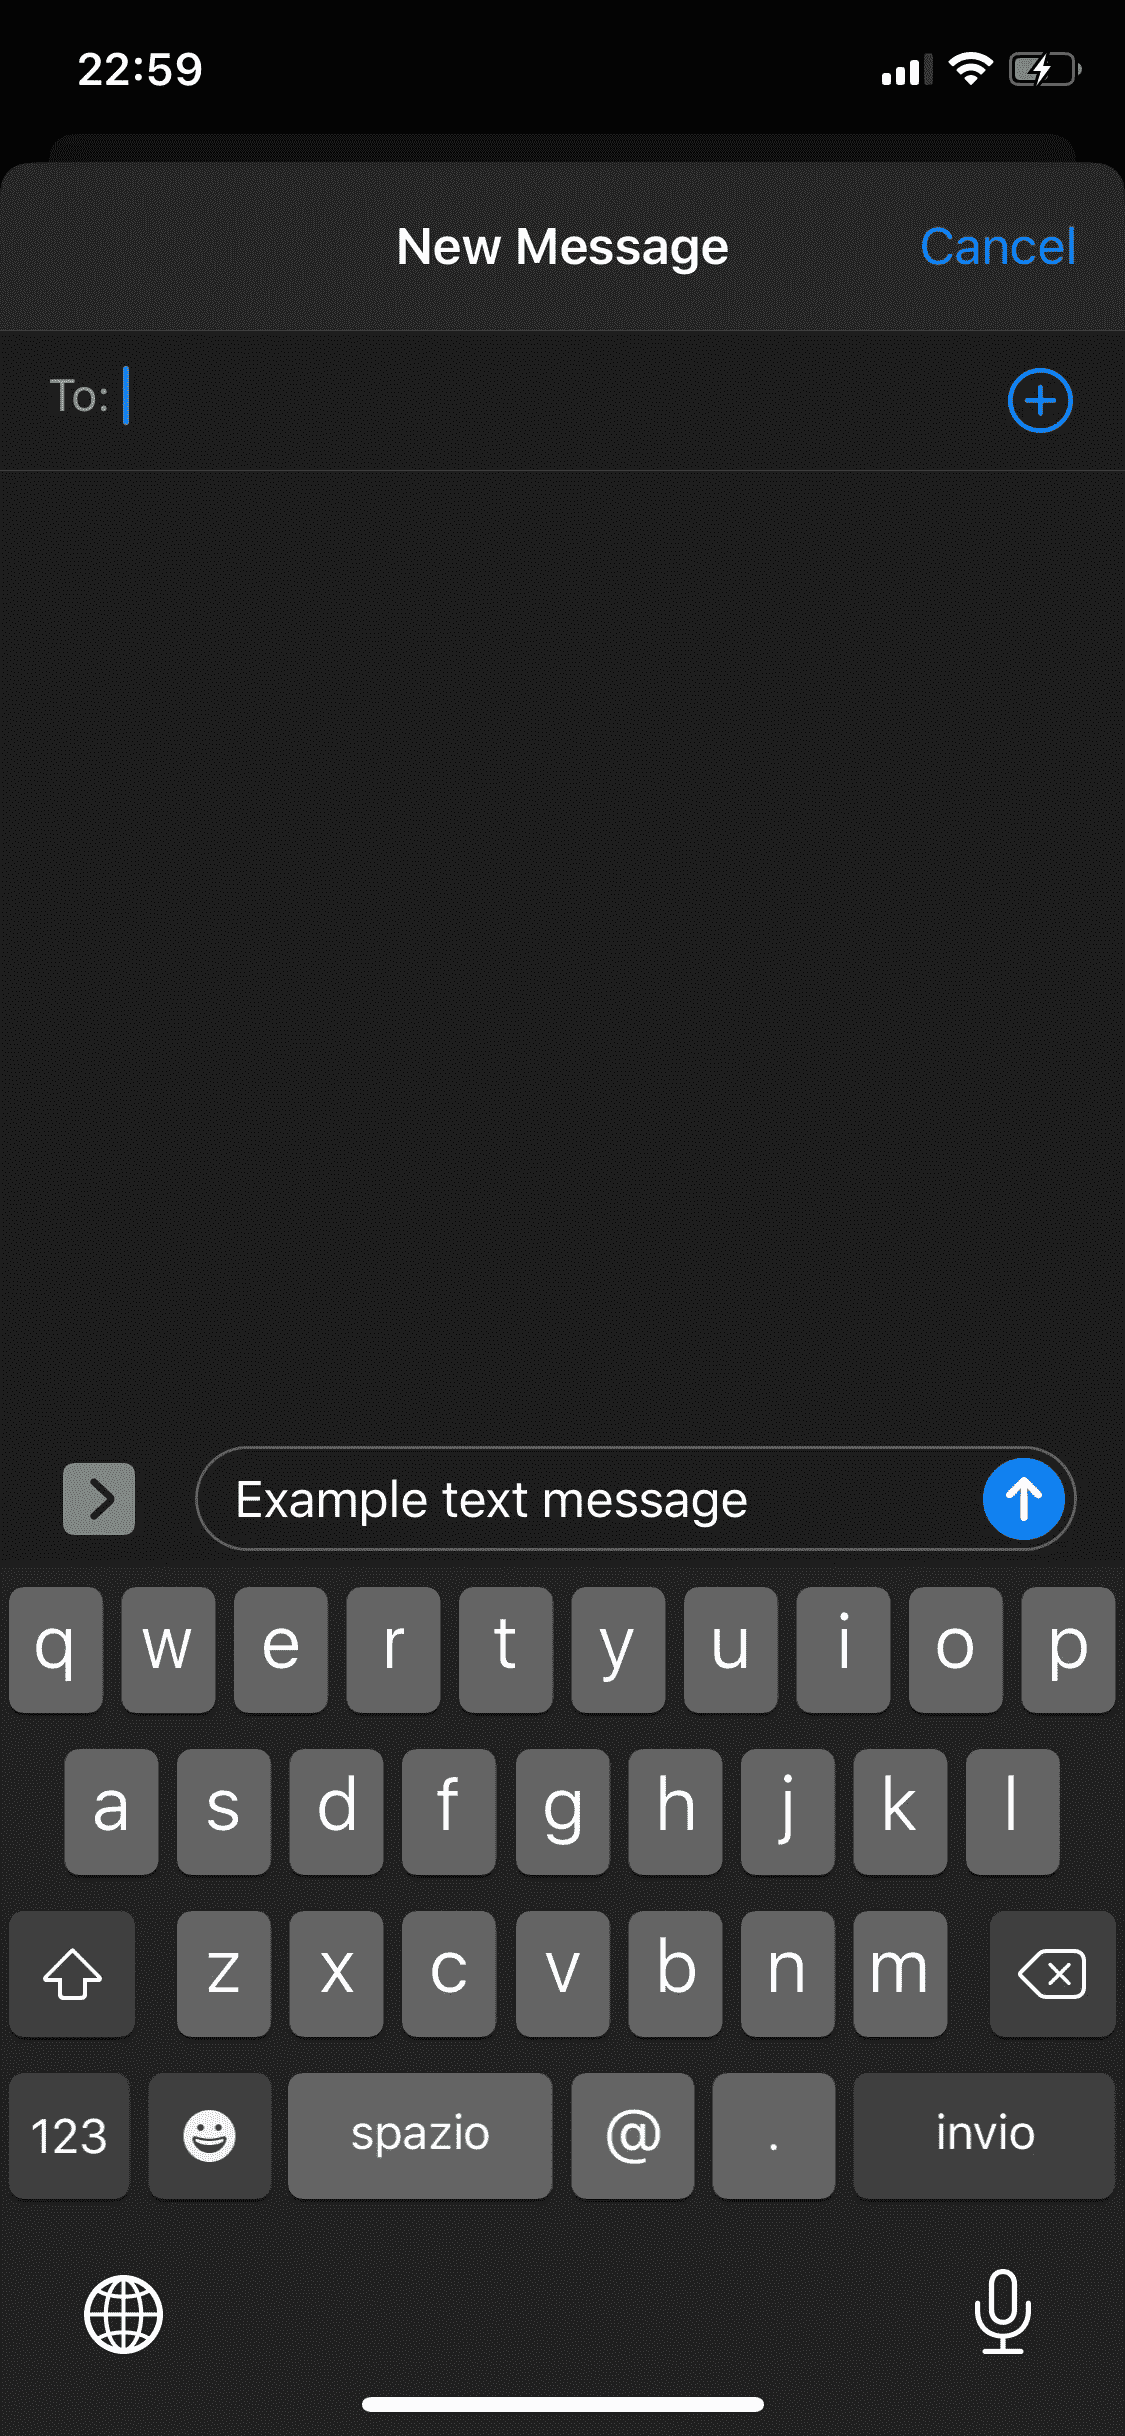 22:59
New Message
Cancel
To:
Example text message
q w e r t y u i o p
a s d f g h j k l
z x c v b n m
123 spazio @ . invio